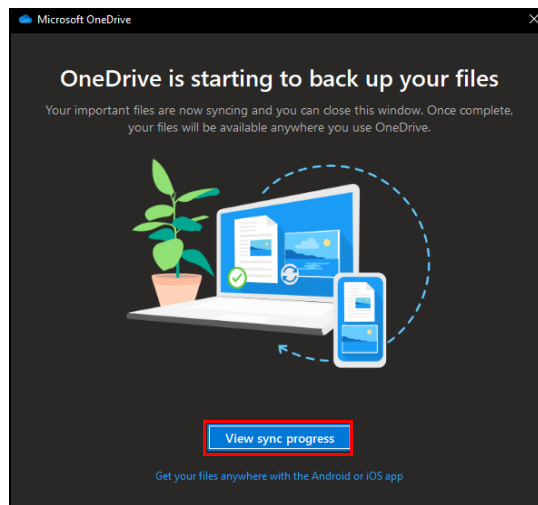 Microsoft OneDrive
OneDrive is starting to back up your files
Your important files are now syncing and you can close this window. Once complete,
your files will be available anywhere you use OneDrive.
View sync progress
Get your files anywhere with the Android or iOS app